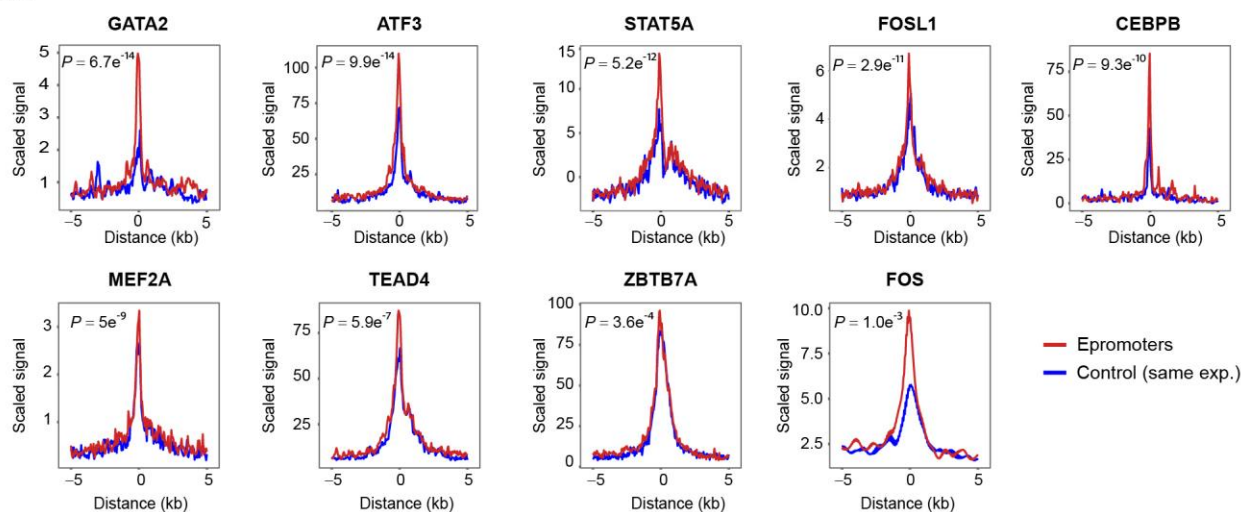 GATA2
ATF3
STAT5A
FOSL1
CEBPB
P = 6.7e-14
5
4
3
2
1
Scaled signal
−5
0
5
Distance (kb)
P = 9.9e-14
100
75
50
25
Scaled signal
−5
0
5
Distance (kb)
P = 5.2e-12
15
10
5
0
Scaled signal
−5
0
5
Distance (kb)
P = 2.9e-11
6
4
2
Scaled signal
−5
0
5
Distance (kb)
P = 9.3e-10
75
50
25
0
Scaled signal
−5
0
5
Distance (kb)
MEF2A
TEAD4
ZBTB7A
FOS
P = 5e-9
3
2
1
Scaled signal
−5
0
5
Distance (kb)
P = 5.9e-7
75
50
25
Scaled signal
−5
0
5
Distance (kb)
P = 3.6e-4
100
75
50
25
0
Scaled signal
−5
0
5
Distance (kb)
P = 1.0e-3
10.0
7.5
5.0
2.5
Scaled signal
−5
0
5
Distance (kb)
Epromoters
Control (same exp.)